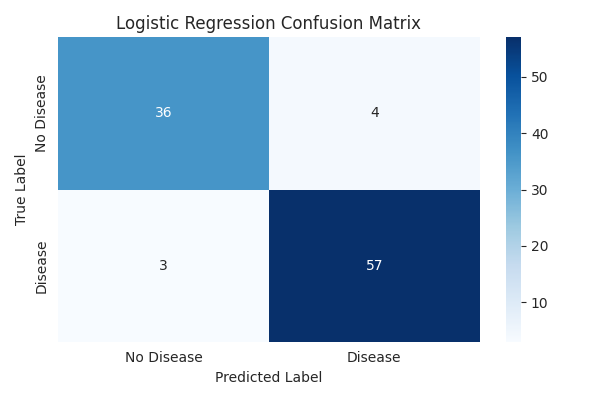 Logistic Regression Confusion Matrix
True Label
No Disease
Disease
36
4
3
57
No Disease
Disease
Predicted Label
50
40
30
20
10